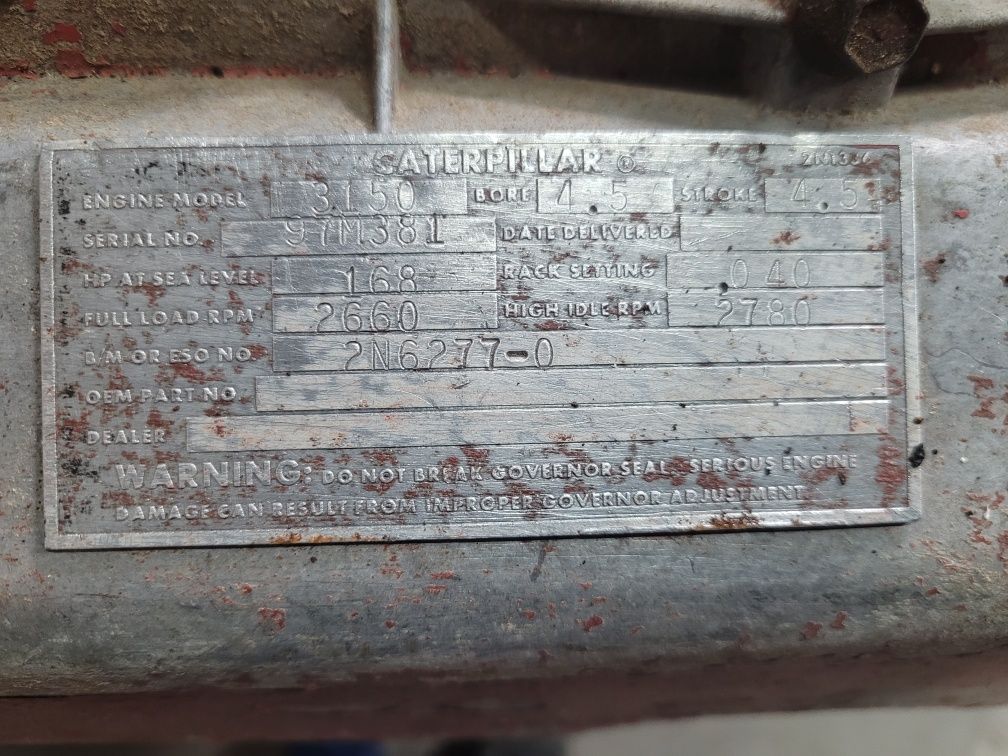 CATERPILLAR ®
ENGINE MODEL 3150 BORE 4.5 STROKE 4.5
SERIAL NO. 97M381 DATE DELIVERED
HP AT SEA LEVEL 168 RACK SETTING .040
FULL LOAD RPM 2660 HIGH IDLE RPM 2780
B/M OR ESO NO. 2N6277-0
OEM PART NO.
DEALER
WARNING: DO NOT BREAK GOVERNOR SEAL. SERIOUS ENGINE
DAMAGE CAN RESULT FROM IMPROPER GOVERNOR ADJUSTMENT